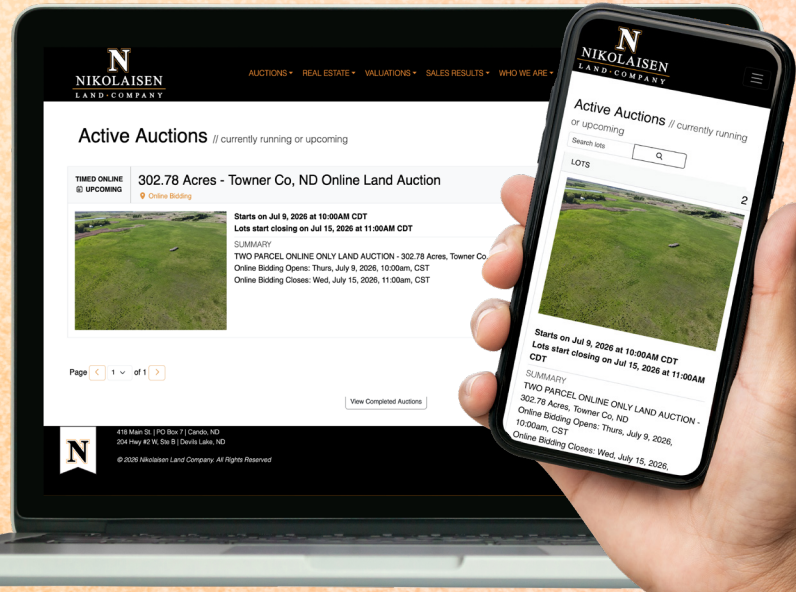 N
NIKOLAISEN
LAND·COMPANY
AUCTIONS REAL ESTATE VALUATIONS SALES RESULTS WHO WE ARE
Active Auctions // currently running or upcoming
TIMED ONLINE
UPCOMING
302.78 Acres - Towner Co, ND Online Land Auction
Online Bidding
Starts on Jul 9, 2026 at 10:00AM CDT
Lots start closing on Jul 15, 2026 at 11:00AM CDT
SUMMARY
TWO PARCEL ONLINE ONLY LAND AUCTION - 302.78 Acres, Towner Co,
Online Bidding Opens: Thurs, July 9, 2026, 10:00am, CST
Online Bidding Closes: Wed, July 15, 2026, 11:00am, CST
Page < 1 of 1 >
View Completed Auctions
N
418 Main St. | PO Box 7 | Cando, ND
204 Hwy #2 W, Ste B | Devils Lake, ND
© 2026 Nikolaisen Land Company. All Rights Reserved
N
NIKOLAISEN
LAND·COMPANY
Active Auctions // currently running
or upcoming
Search lots
LOTS
2
Starts on Jul 9, 2026 at 10:00AM CDT
Lots start closing on Jul 15, 2026 at 11:00AM
CDT
SUMMARY
TWO PARCEL ONLINE ONLY LAND AUCTION -
302.78 Acres, Towner Co, ND
Online Bidding Opens: Thurs, July 9, 2026,
10:00am, CST
Online Bidding Closes: Wed, July 15, 2026,